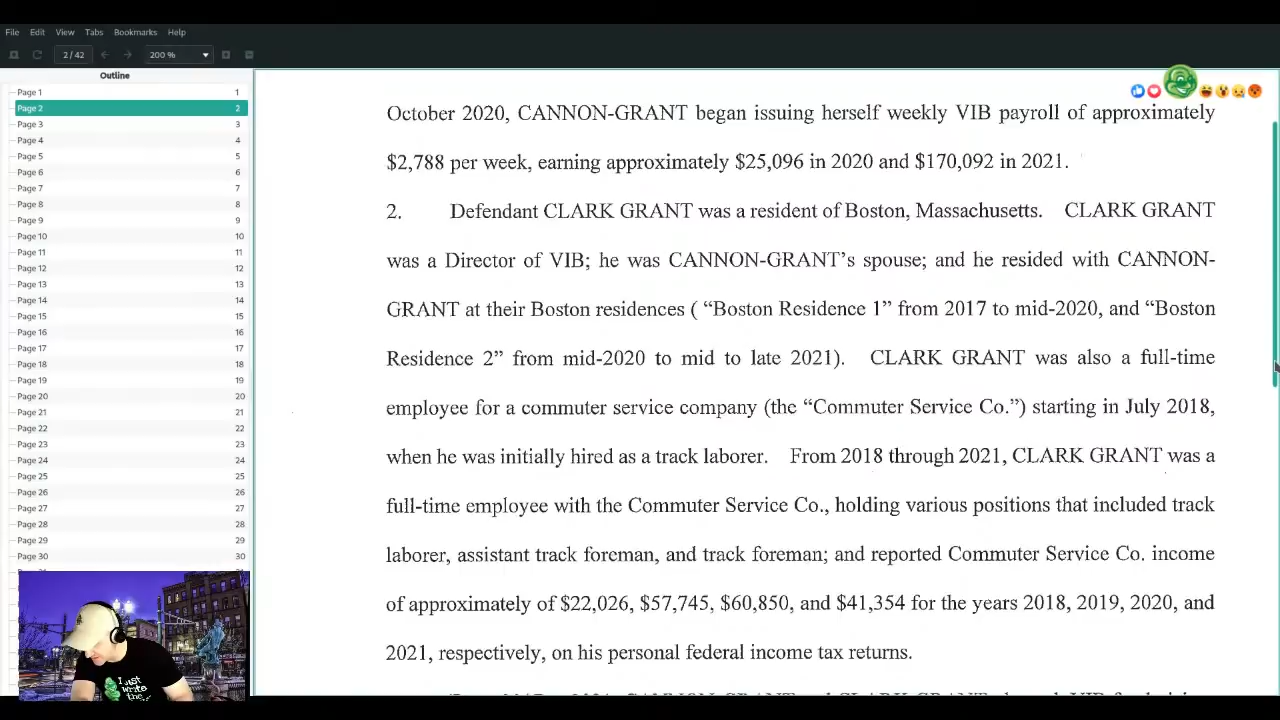 File Edit View Tabs Bookmarks Help
2 / 42
200 %
Outline
Page 1 1
Page 2 2
Page 3 3
Page 4 4
Page 5 5
Page 6 6
Page 7 7
Page 8 8
Page 9 9
Page 10 10
Page 11 11
Page 12 12
Page 13 13
Page 14 14
Page 15 15
Page 16 16
Page 17 17
Page 18 18
Page 19 19
Page 20 20
Page 21 21
Page 22 22
Page 23 23
Page 24 24
Page 25 25
Page 26 26
Page 27 27
Page 28 28
Page 29 29
Page 30 30
October 2020, CANNON-GRANT began issuing herself weekly VIB payroll of approximately
$2,788 per week, earning approximately $25,096 in 2020 and $170,092 in 2021.
2. Defendant CLARK GRANT was a resident of Boston, Massachusetts. CLARK GRANT
was a Director of VIB; he was CANNON-GRANT’s spouse; and he resided with CANNON-
GRANT at their Boston residences ( “Boston Residence 1” from 2017 to mid-2020, and “Boston
Residence 2” from mid-2020 to mid to late 2021). CLARK GRANT was also a full-time
employee for a commuter service company (the “Commuter Service Co.”) starting in July 2018,
when he was initially hired as a track laborer. From 2018 through 2021, CLARK GRANT was a
full-time employee with the Commuter Service Co., holding various positions that included track
laborer, assistant track foreman, and track foreman; and reported Commuter Service Co. income
of approximately of $22,026, $57,745, $60,850, and $41,354 for the years 2018, 2019, 2020, and
2021, respectively, on his personal federal income tax returns.
I JUST
WRITE
THE